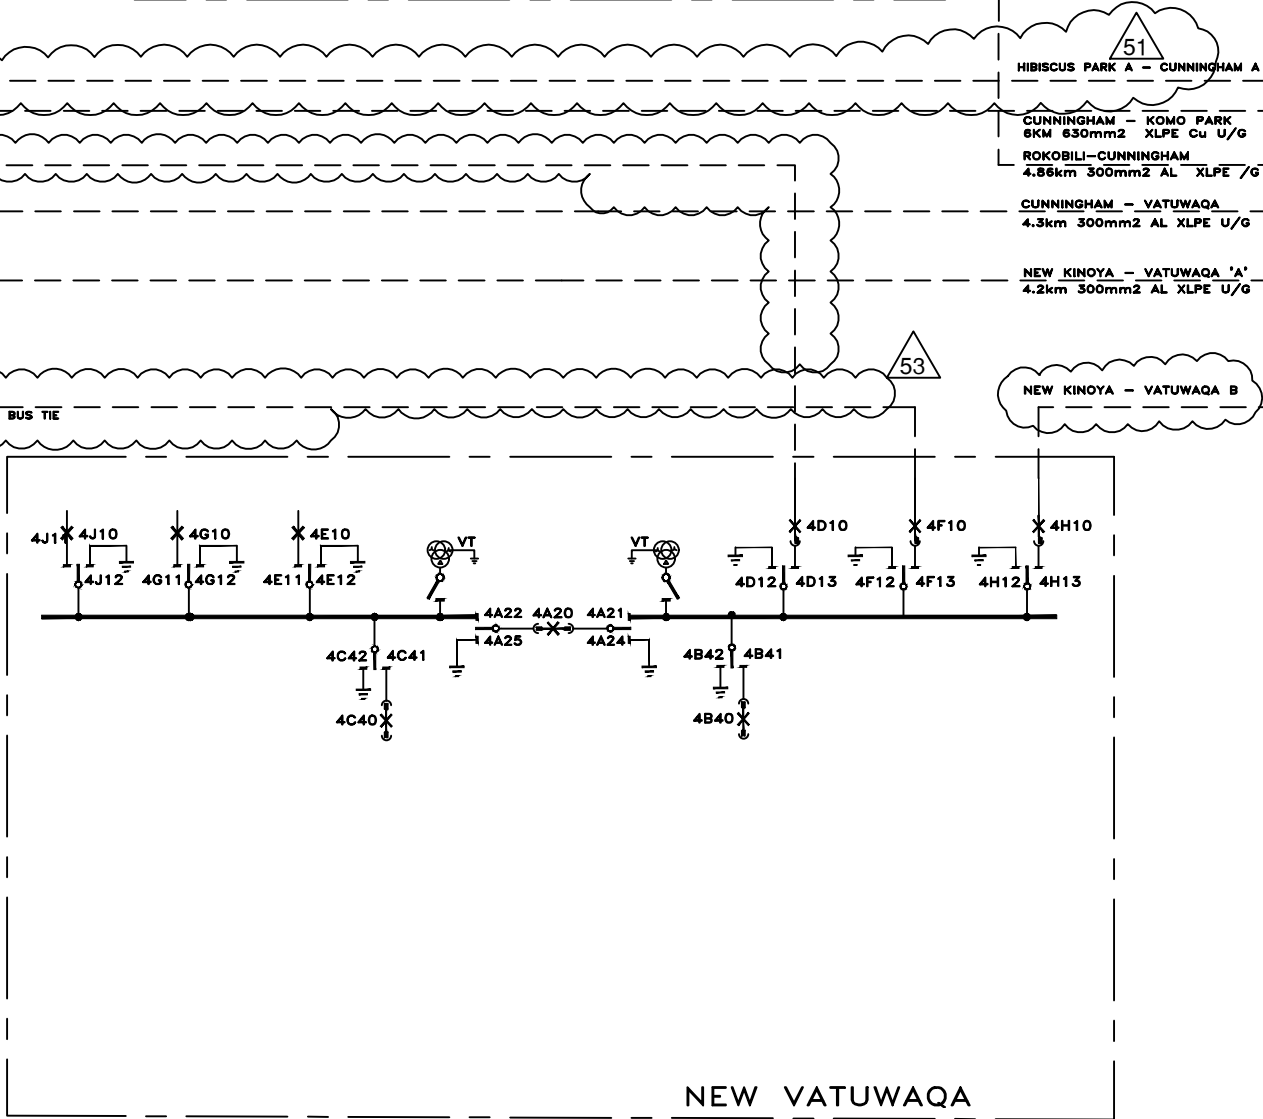 51
HIBISCUS PARK A - CUNNINGHAM A
CUNNINGHAM - KOMO PARK
6KM 630mm2 XLPE Cu U/G
ROKOBILI-CUNNINGHAM
4.86km 300mm2 AL XLPE /G
CUNNINGHAM - VATUWAQA
4.3km 300mm2 AL XLPE U/G
NEW KINOYA - VATUWAQA 'A'
4.2km 300mm2 AL XLPE U/G
53
NEW KINOYA - VATUWAQA B
BUS TIE
4J10 4G10 4E10 VT VT 4D10 4F10 4H10
4J12 4G11 4G12 4E11 4E12 4D12 4D13 4F12 4F13 4H12 4H13
4A22 4A20 4A21
4A25 4A24
4C42 4C41 4B42 4B41
4C40 4B40
NEW VATUWAQA